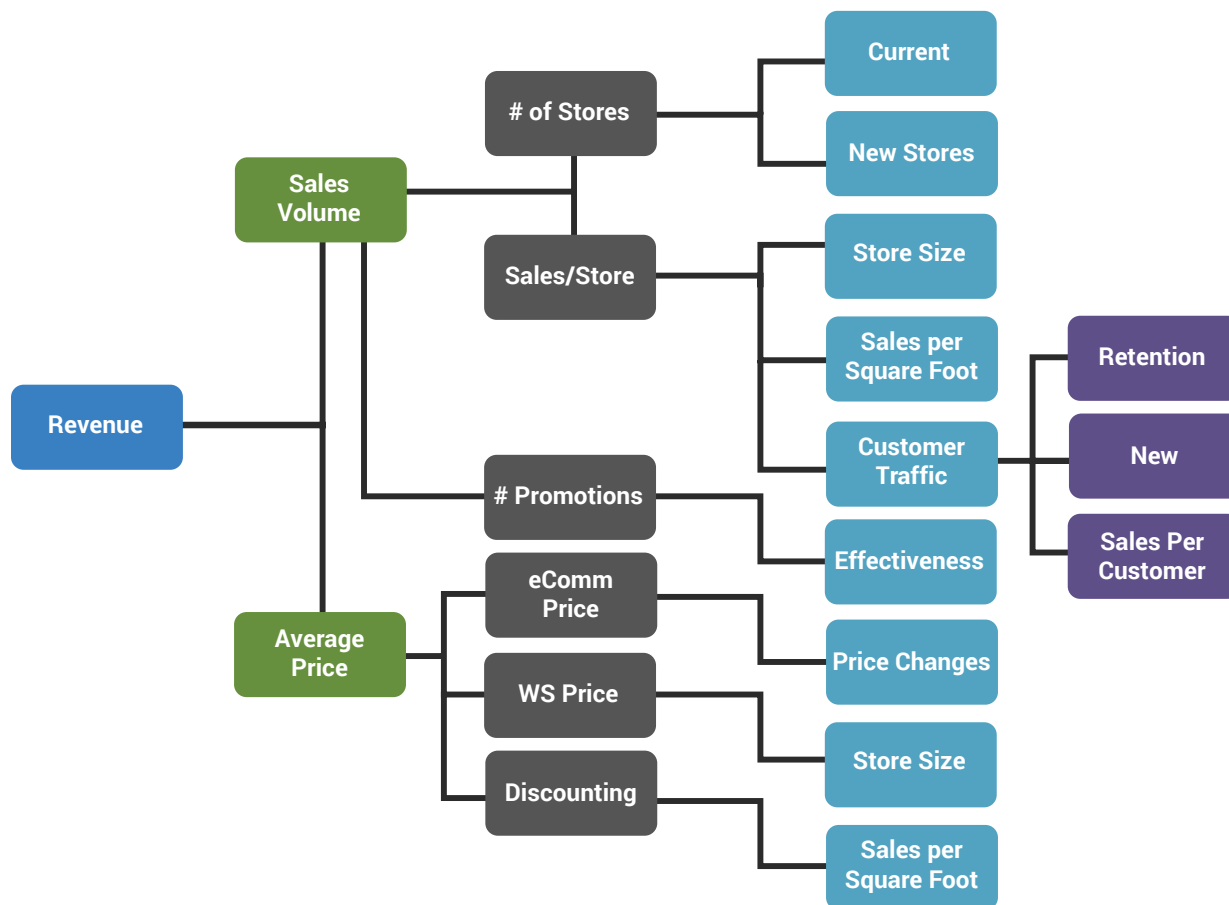 Current
# of Stores
New Stores
Sales
Volume
Store Size
Sales/Store
Sales per
Square Foot
Retention
Revenue
Customer
Traffic
New
# Promotions
Sales Per
Customer
Effectiveness
eComm
Price
Average
Price
Price Changes
WS Price
Store Size
Discounting
Sales per
Square Foot